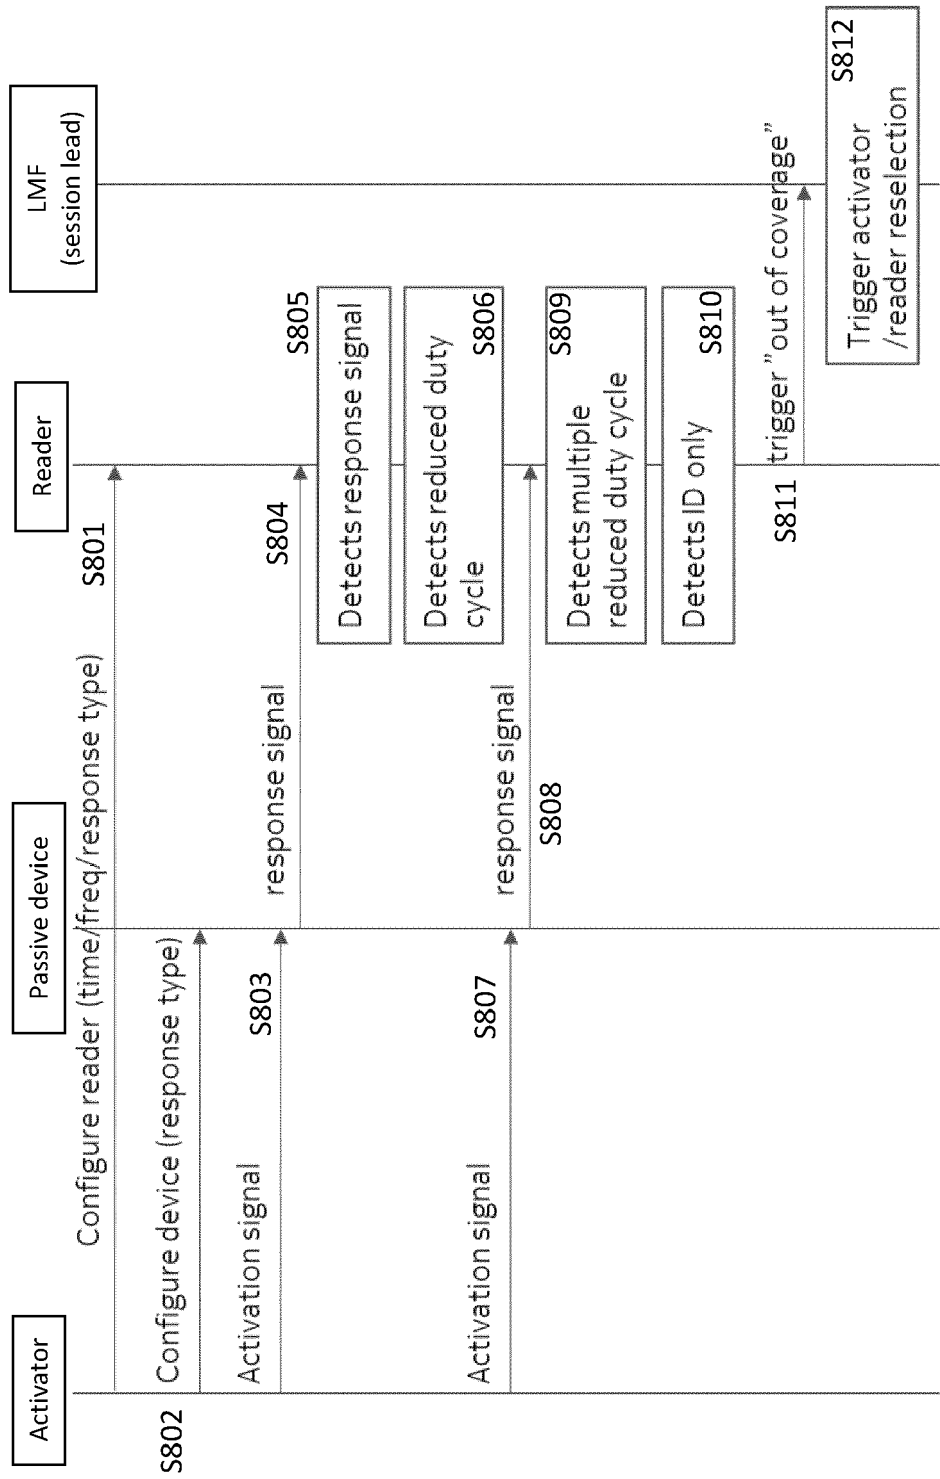 Activator
Passive device
Reader
LMF
(session lead)
Configure reader (time/freq/response type)
S801
S802
Configure device (response type)
Activation signal
S803
response signal
S804
S805
Detects response signal
Detects reduced duty
cycle
S806
Activation signal
S807
response signal
S808
Detects multiple
reduced duty cycle
S809
Detects ID only
S810
S811
trigger "out of coverage"
S812
Trigger activator
/reader reselection